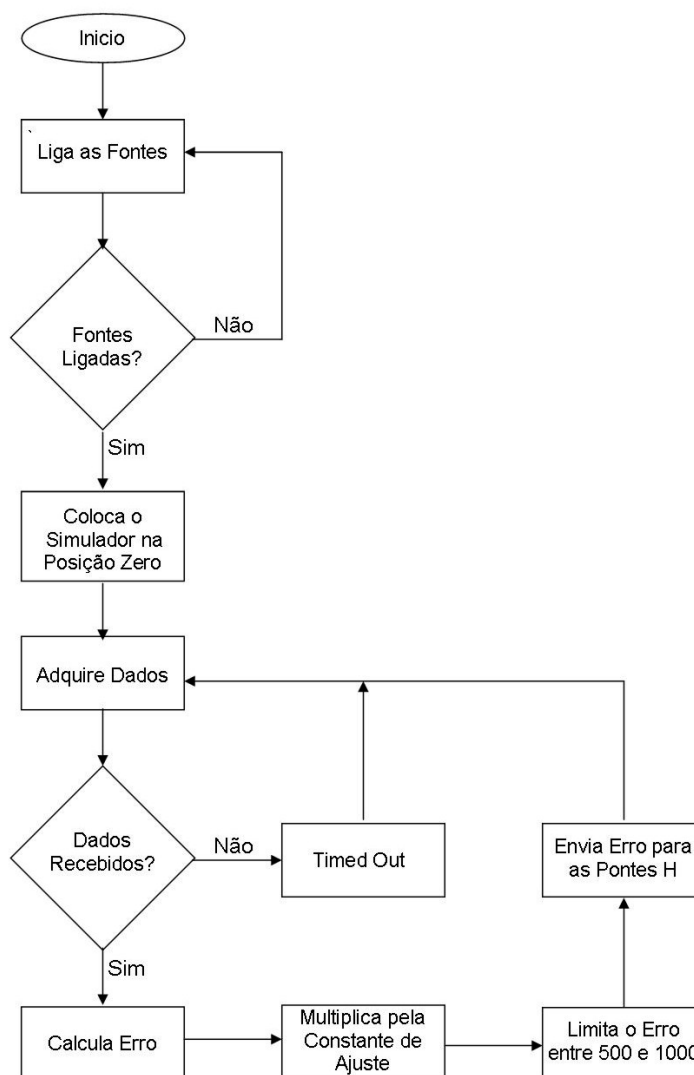 Inicio
Liga as Fontes
Fontes
Ligadas?
Não
Sim
Coloca o
Simulador na
Posição Zero
Adquire Dados
Dados
Recebidos?
Não
Timed Out
Envia Erro para
as Pontes H
Sim
Calcula Erro
Multiplica pela
Constante de
Ajuste
Limita o Erro
entre 500 e 1000